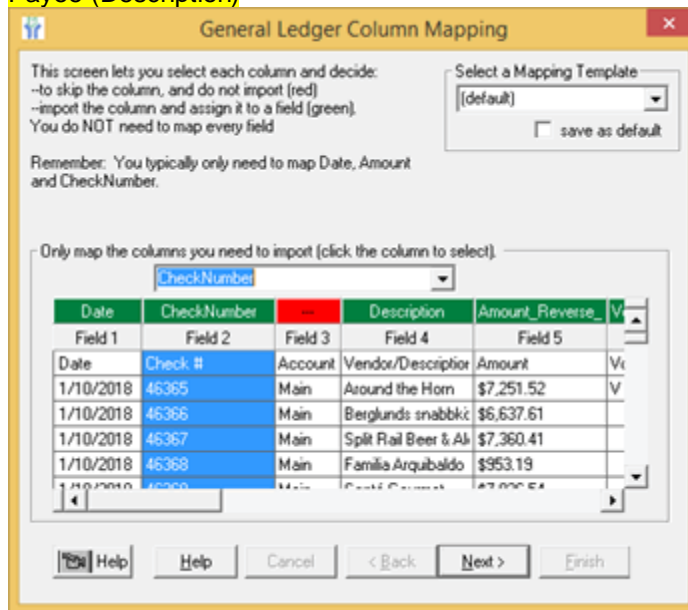 Payee (Description)
General Ledger Column Mapping
This screen lets you select each column and decide:
--to skip the column, and do not import (red)
--import the column and assign it to a field (green).
You do NOT need to map every field
Remember: You typically only need to map Date, Amount
and CheckNumber.
Select a Mapping Template
(default)
save as default
Only map the columns you need to import (click the column to select).
CheckNumber
Date CheckNumber --- Description Amount_Reverse_
Field 1 Field 2 Field 3 Field 4 Field 5
Date Check # Account Vendor/Description Amount
1/10/2018 46365 Main Around the Horn $7,251.52 V
1/10/2018 46366 Main Berglunds $6,637.61
1/10/2018 46367 Main Split Rail Beer & $7,360.41
1/10/2018 46368 Main Familia Arquibaldo $953.19
Help Help Cancel < Back Next > Finish